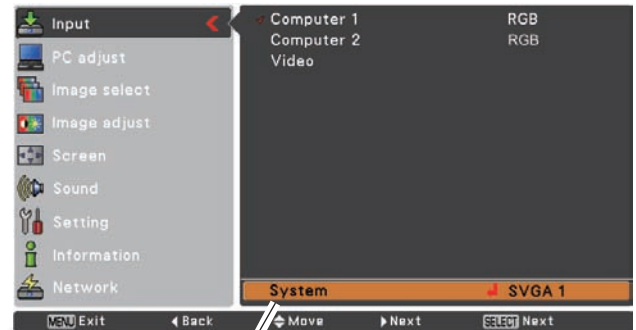 Input
PC adjust
Image select
Image adjust
Screen
Sound
Setting
Information
Network
Computer 1 RGB
Computer 2 RGB
Video
System SVGA 1
MENU Exit Back Move Next SELECT Next